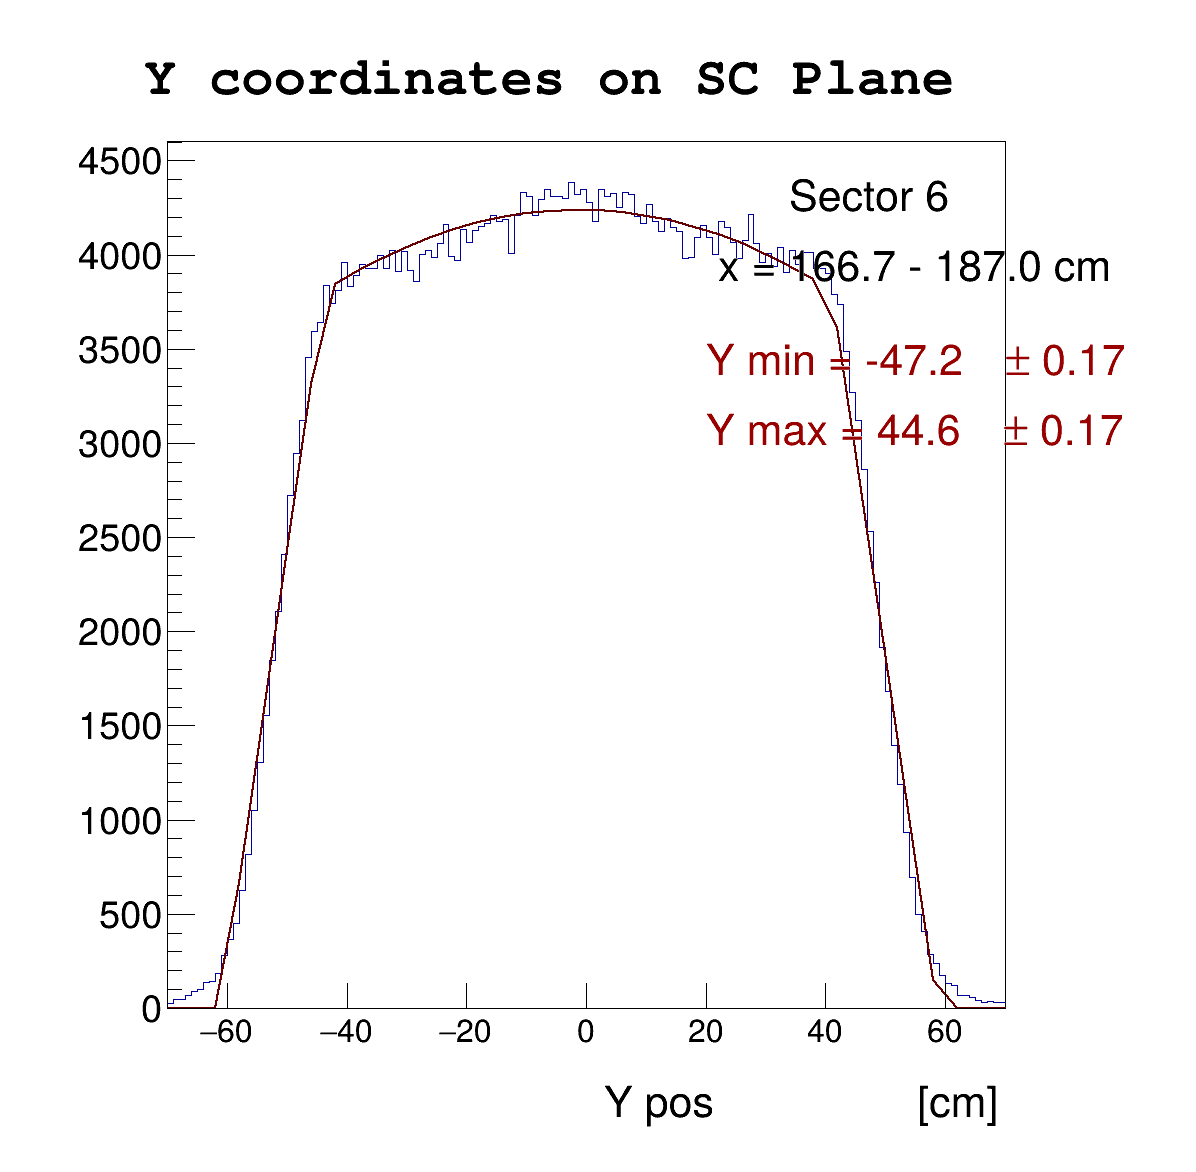 Y coordinates on SC Plane
4500
4000
3500
3000
2500
2000
1500
1000
500
0
Sector 6
x = 166.7 - 187.0 cm
Y min = -47.2 ± 0.17
Y max = 44.6 ± 0.17
−60 −40 −20 0 20 40 60
Y pos [cm]